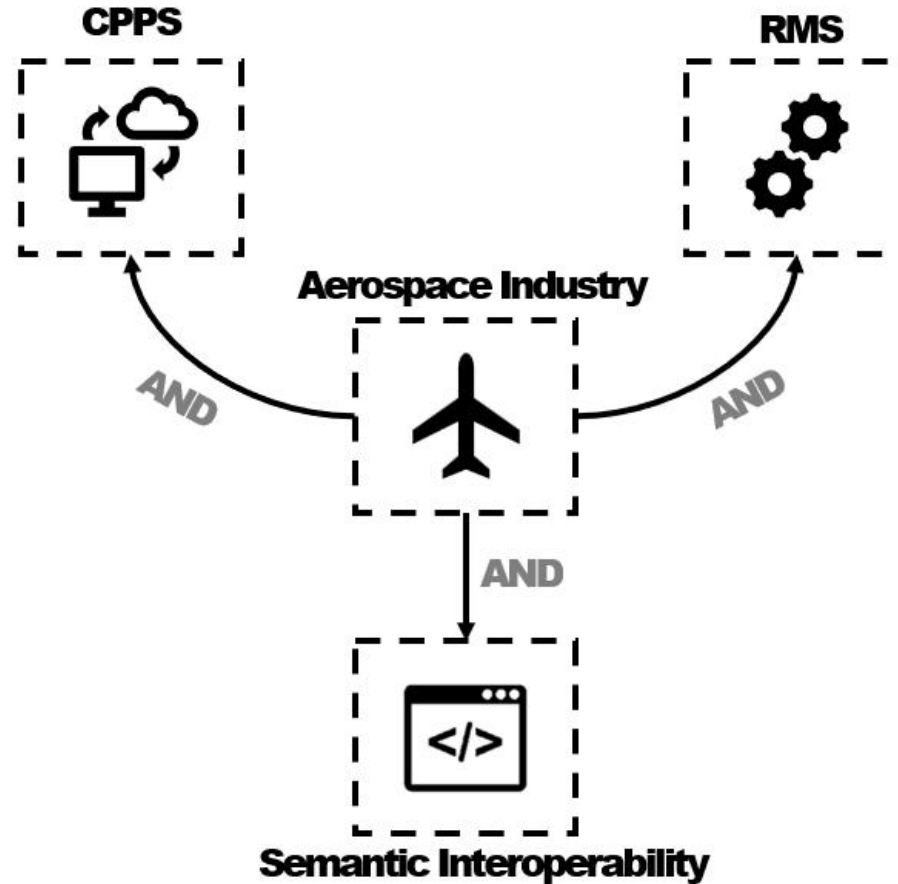 CPPS
RMS
Aerospace Industry
AND
AND
AND
</>
Semantic Interoperability